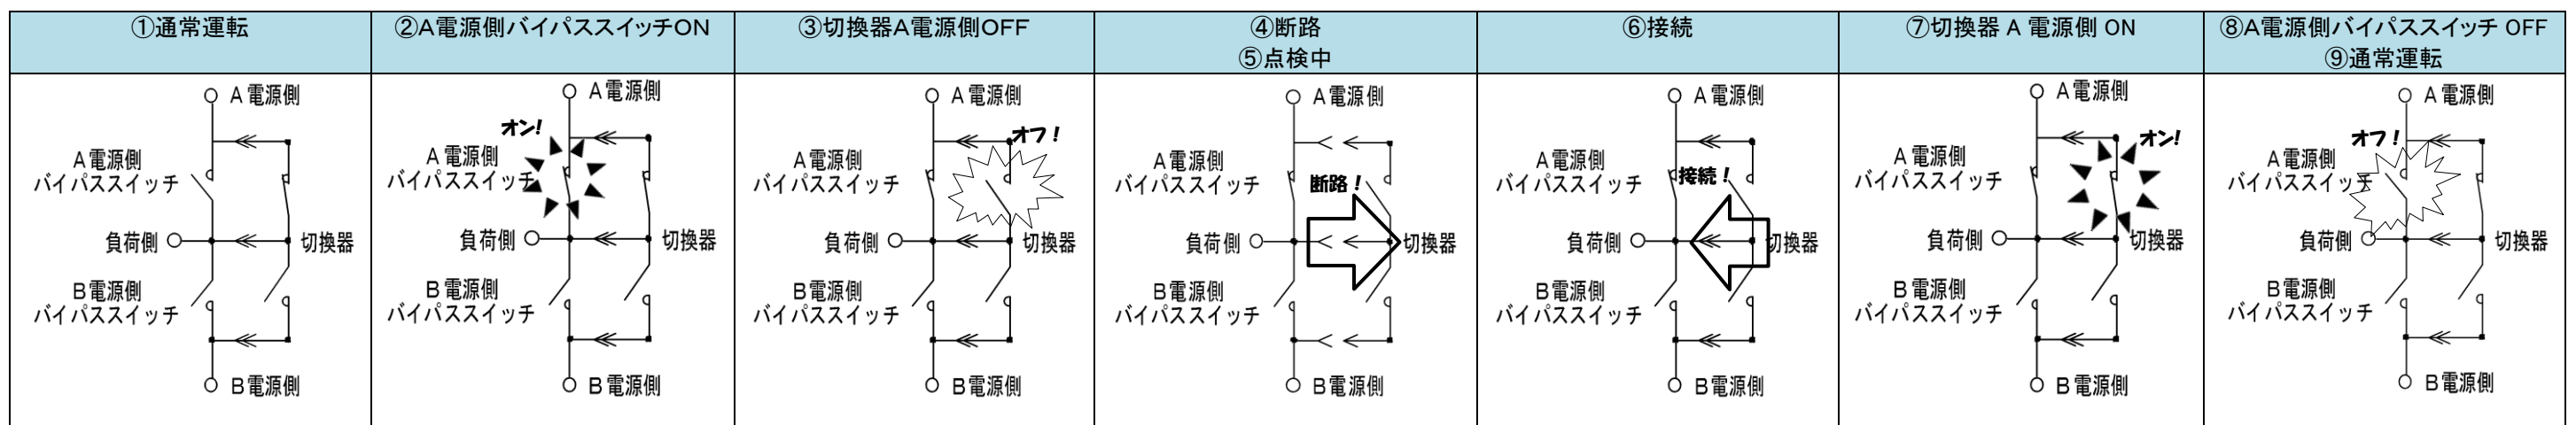 ①通常運転
②A電源側バイパススイッチON
③切換器A電源側OFF
④断路
⑤点検中
⑥接続
⑦切換器 A 電源側 ON
⑧A電源側バイパススイッチ OFF
⑨通常運転
A電源側
A電源側
バイパススイッチ
負荷側
切換器
B電源側
バイパススイッチ
B電源側
A電源側
オン!
A電源側
バイパススイッチ
負荷側
切換器
B電源側
バイパススイッチ
B電源側
A電源側
オフ!
A電源側
バイパススイッチ
負荷側
切換器
B電源側
バイパススイッチ
B電源側
A電源側
A電源側
バイパススイッチ
断路!
負荷側
切換器
B電源側
バイパススイッチ
B電源側
A電源側
A電源側
バイパススイッチ
接続!
負荷側
切換器
B電源側
バイパススイッチ
B電源側
A電源側
オン!
A電源側
バイパススイッチ
負荷側
切換器
B電源側
バイパススイッチ
B電源側
A電源側
オフ!
A電源側
バイパススイッチ
負荷側
切換器
B電源側
バイパススイッチ
B電源側